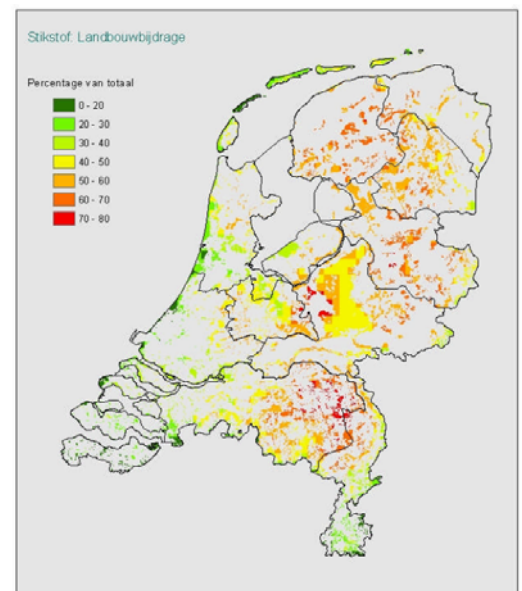 Stikstof: Landbouwbijdrage
Percentage van totaal
0 - 20
20 - 30
30 - 40
40 - 50
50 - 60
60 - 70
70 - 80